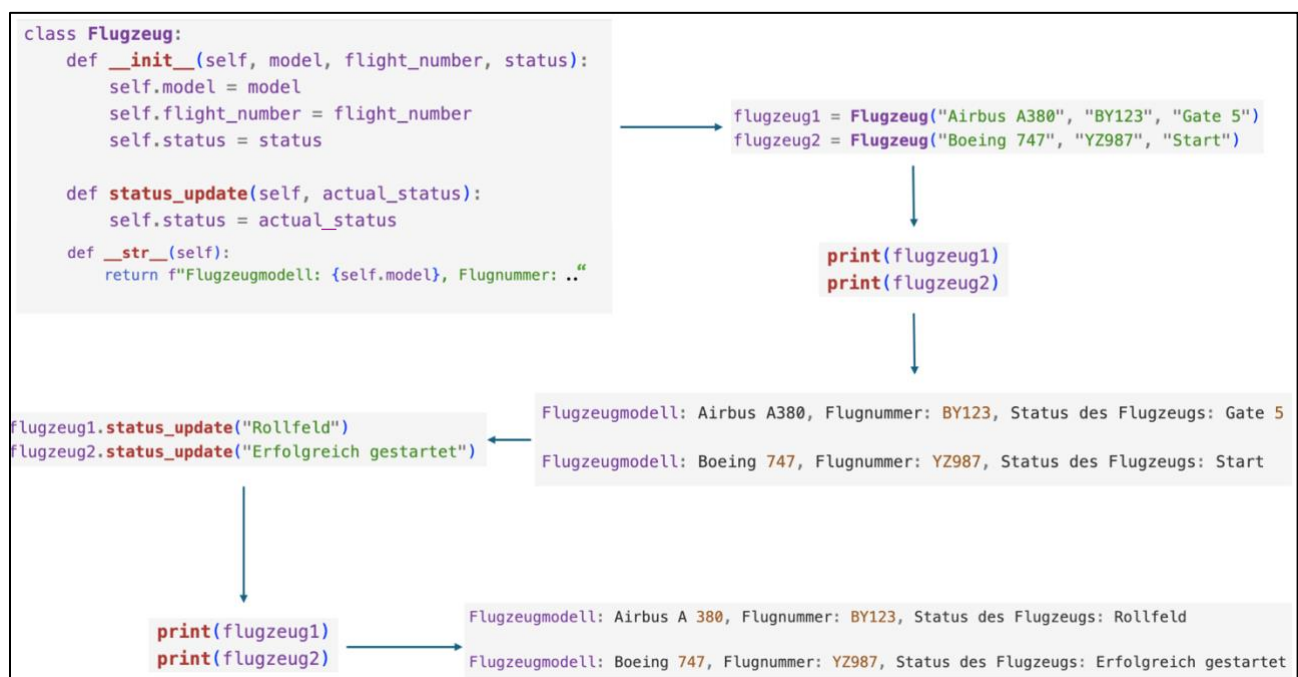 class Flugzeug:
def __init__(self, model, flight_number, status):
self.model = model
self.flight_number = flight_number
self.status = status
def status_update(self, actual_status):
self.status = actual_status
def __str__(self):
return f"Flugzeugmodell: {self.model}, Flugnummer: ..“
flugzeug1 = Flugzeug("Airbus A380", "BY123", "Gate 5")
flugzeug2 = Flugzeug("Boeing 747", "YZ987", "Start")
print(flugzeug1)
print(flugzeug2)
Flugzeugmodell: Airbus A380, Flugnummer: BY123, Status des Flugzeugs: Gate 5
Flugzeugmodell: Boeing 747, Flugnummer: YZ987, Status des Flugzeugs: Start
flugzeug1.status_update("Rollfeld")
flugzeug2.status_update("Erfolgreich gestartet")
print(flugzeug1)
print(flugzeug2)
Flugzeugmodell: Airbus A 380, Flugnummer: BY123, Status des Flugzeugs: Rollfeld
Flugzeugmodell: Boeing 747, Flugnummer: YZ987, Status des Flugzeugs: Erfolgreich gestartet